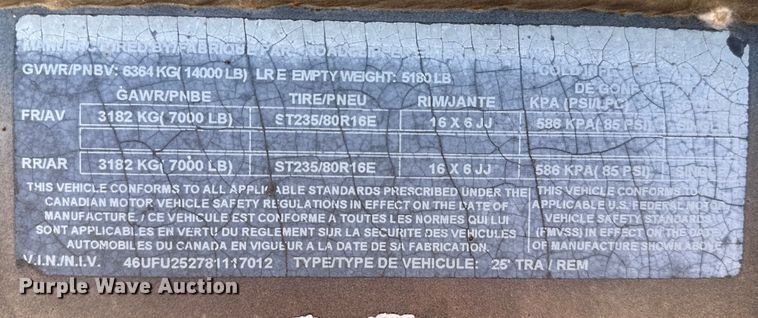 MANUFACTURED BY/FABRIQUE PAR:
GVWR/PNBV: 6364 KG( 14000 LB) LR E EMPTY WEIGHT: 5180 LB
GAWR/PNBE TIRE/PNEU RIM/JANTE KPA (PSI/LPC
DE GONF
FR/AV 3182 KG( 7000 LB) ST235/80R16E 16 X 6 JJ 586 KPA( 85 PSI) SING
RR/AR 3182 KG( 7000 LB) ST235/80R16E 16 X 6 JJ 586 KPA( 85 PSI) SING
THIS VEHICLE CONFORMS TO ALL APPLICABLE STANDARDS PRESCRIBED UNDER THE
CANADIAN MOTOR VEHICLE SAFETY REGULATIONS IN EFFECT ON THE DATE OF
MANUFACTURE. / CE VEHICULE EST CONFORME A TOUTES LES NORMES QUI LUI
SONT APPLICABLES EN VERTU DU REGLEMENT SUR LA SECURITE DES VEHICULES
AUTOMOBILES DU CANADA EN VIGUEUR A LA DATE DE SA FABRICATION.
THIS VEHICLE CONFORMS TO
APPLICABLE U.S. FEDERAL MOTOR
VEHICLE SAFETY STANDARDS
(FMVSS) IN EFFECT ON THE DATE
OF MANUFACTURE SHOWN ABOVE.
V.I.N./N.I.V. 46UFU252781117012 TYPE/TYPE DE VEHICULE: 25' TRA / REM
Purple Wave Auction